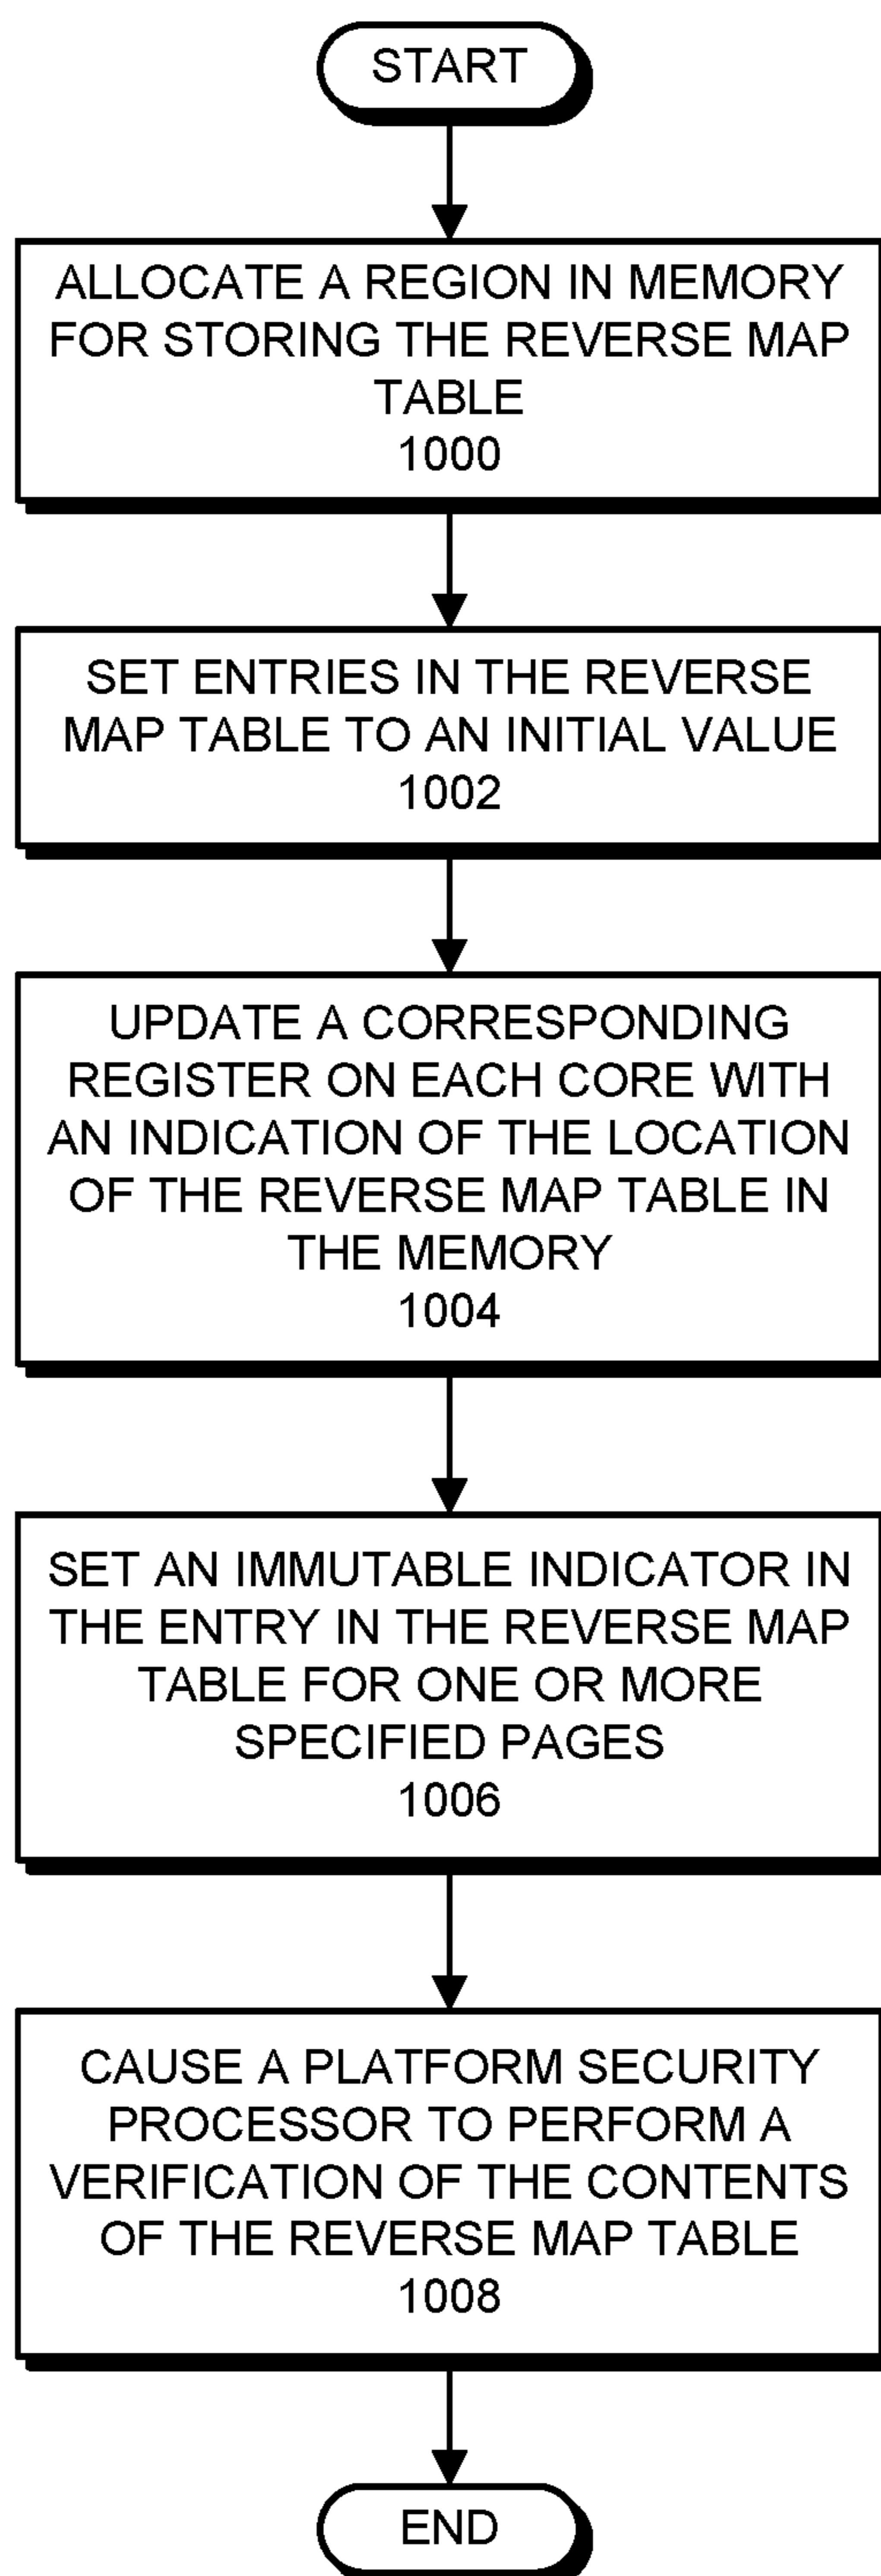 START
ALLOCATE A REGION IN MEMORY
FOR STORING THE REVERSE MAP
TABLE
1000
SET ENTRIES IN THE REVERSE
MAP TABLE TO AN INITIAL VALUE
1002
UPDATE A CORRESPONDING
REGISTER ON EACH CORE WITH
AN INDICATION OF THE LOCATION
OF THE REVERSE MAP TABLE IN
THE MEMORY
1004
SET AN IMMUTABLE INDICATOR IN
THE ENTRY IN THE REVERSE MAP
TABLE FOR ONE OR MORE
SPECIFIED PAGES
1006
CAUSE A PLATFORM SECURITY
PROCESSOR TO PERFORM A
VERIFICATION OF THE CONTENTS
OF THE REVERSE MAP TABLE
1008
END